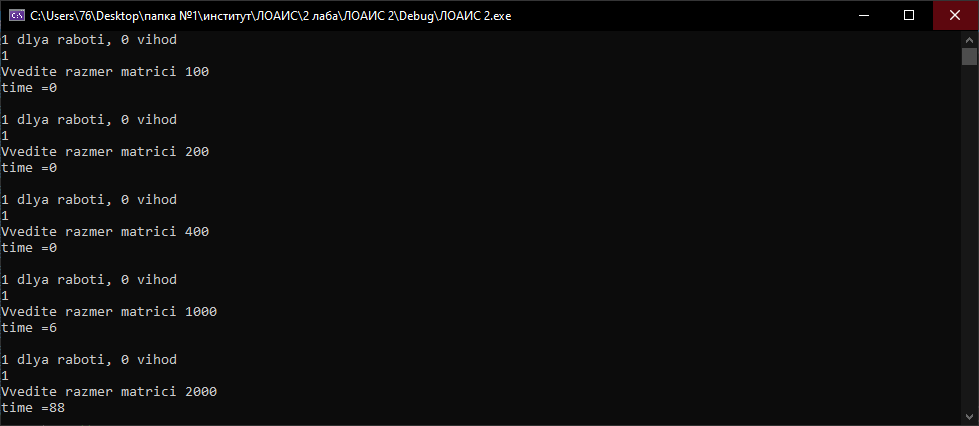 C:\Users\76\Desktop\папка №1\институт\ЛОАИС\2 лаба\ЛОАИС 2\Debug\ЛОАИС 2.exe
1 dlya raboti, 0 vihod
1
Vvedite razmer matrici 100
time =0
1 dlya raboti, 0 vihod
1
Vvedite razmer matrici 200
time =0
1 dlya raboti, 0 vihod
1
Vvedite razmer matrici 400
time =0
1 dlya raboti, 0 vihod
1
Vvedite razmer matrici 1000
time =6
1 dlya raboti, 0 vihod
1
Vvedite razmer matrici 2000
time =88